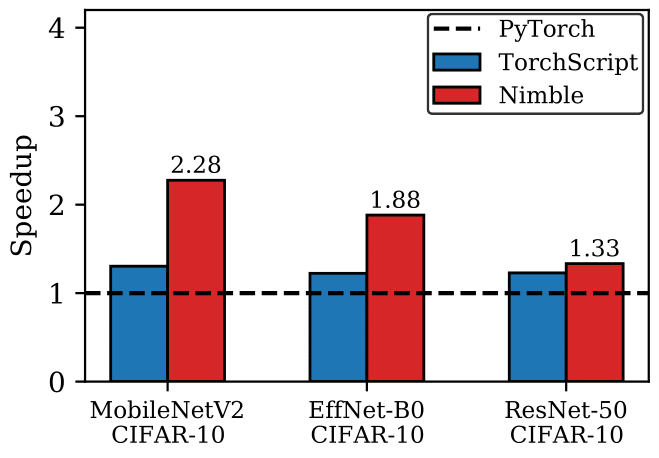 4
3
2
1
0
Speedup
PyTorch
TorchScript
Nimble
2.28
1.88
1.33
MobileNetV2
CIFAR-10
EffNet-B0
CIFAR-10
ResNet-50
CIFAR-10